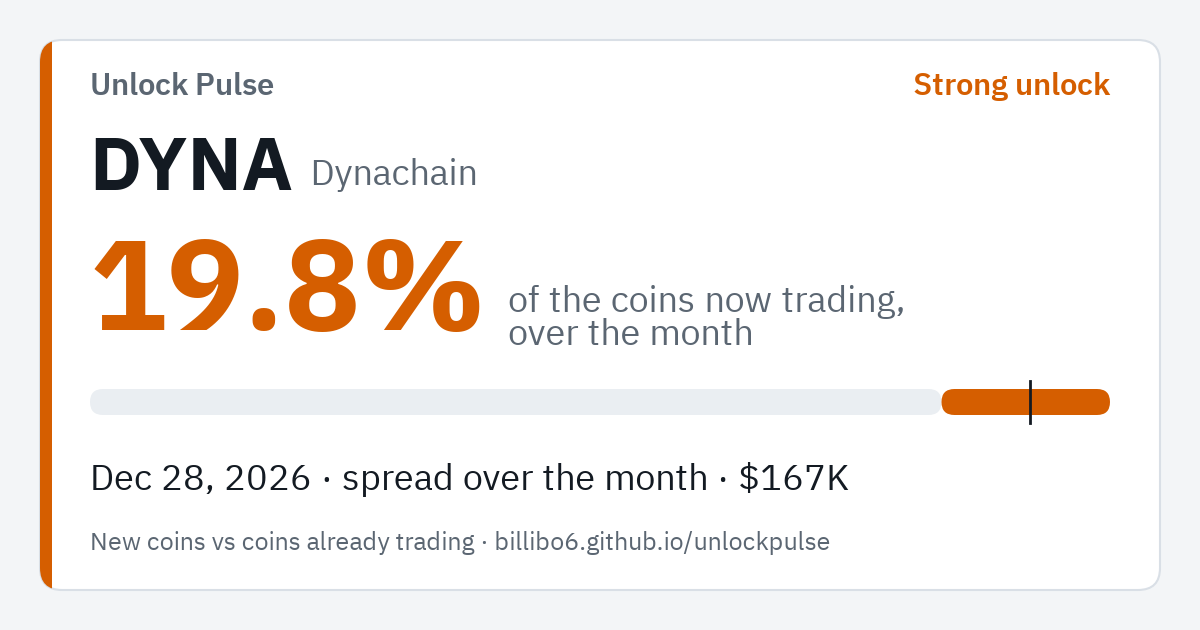 Unlock Pulse
Strong unlock
DYNA Dynachain
19.8% of the coins now trading,
over the month
Dec 28, 2026 · spread over the month · $167K
New coins vs coins already trading · billibo6.github.io/unlockpulse